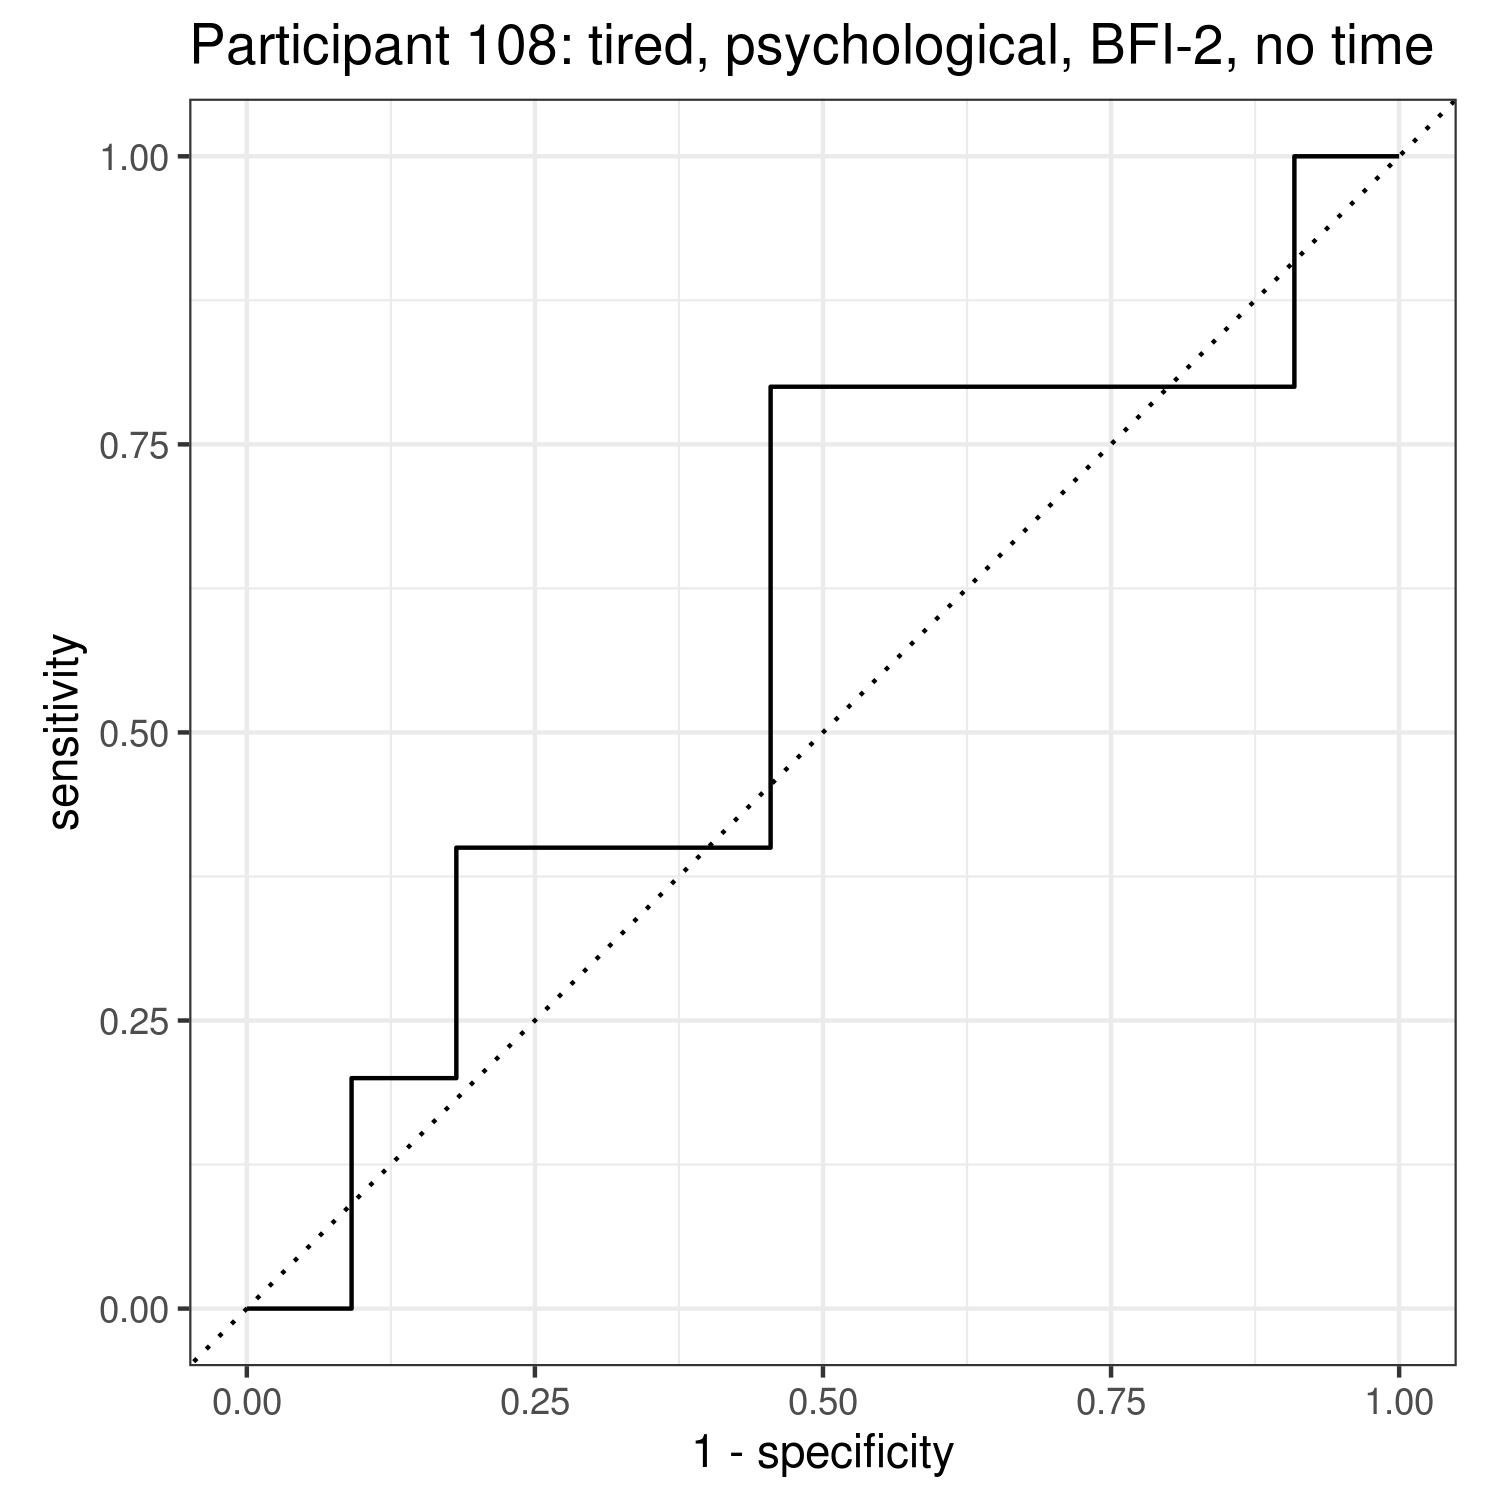 Participant 108: tired, psychological, BFI-2, no time
1.00
0.75
0.50
0.25
0.00
sensitivity
0.00 0.25 0.50 0.75 1.00
1 - specificity